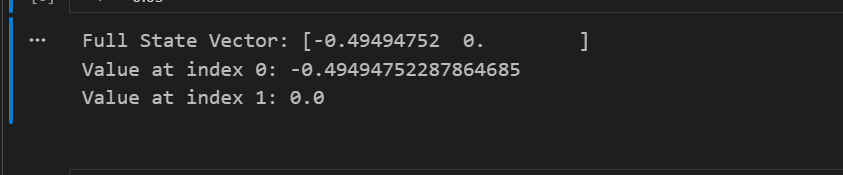 ...
Full State Vector: [-0.49494752  0.        ]
Value at index 0: -0.49494752287864685
Value at index 1: 0.0